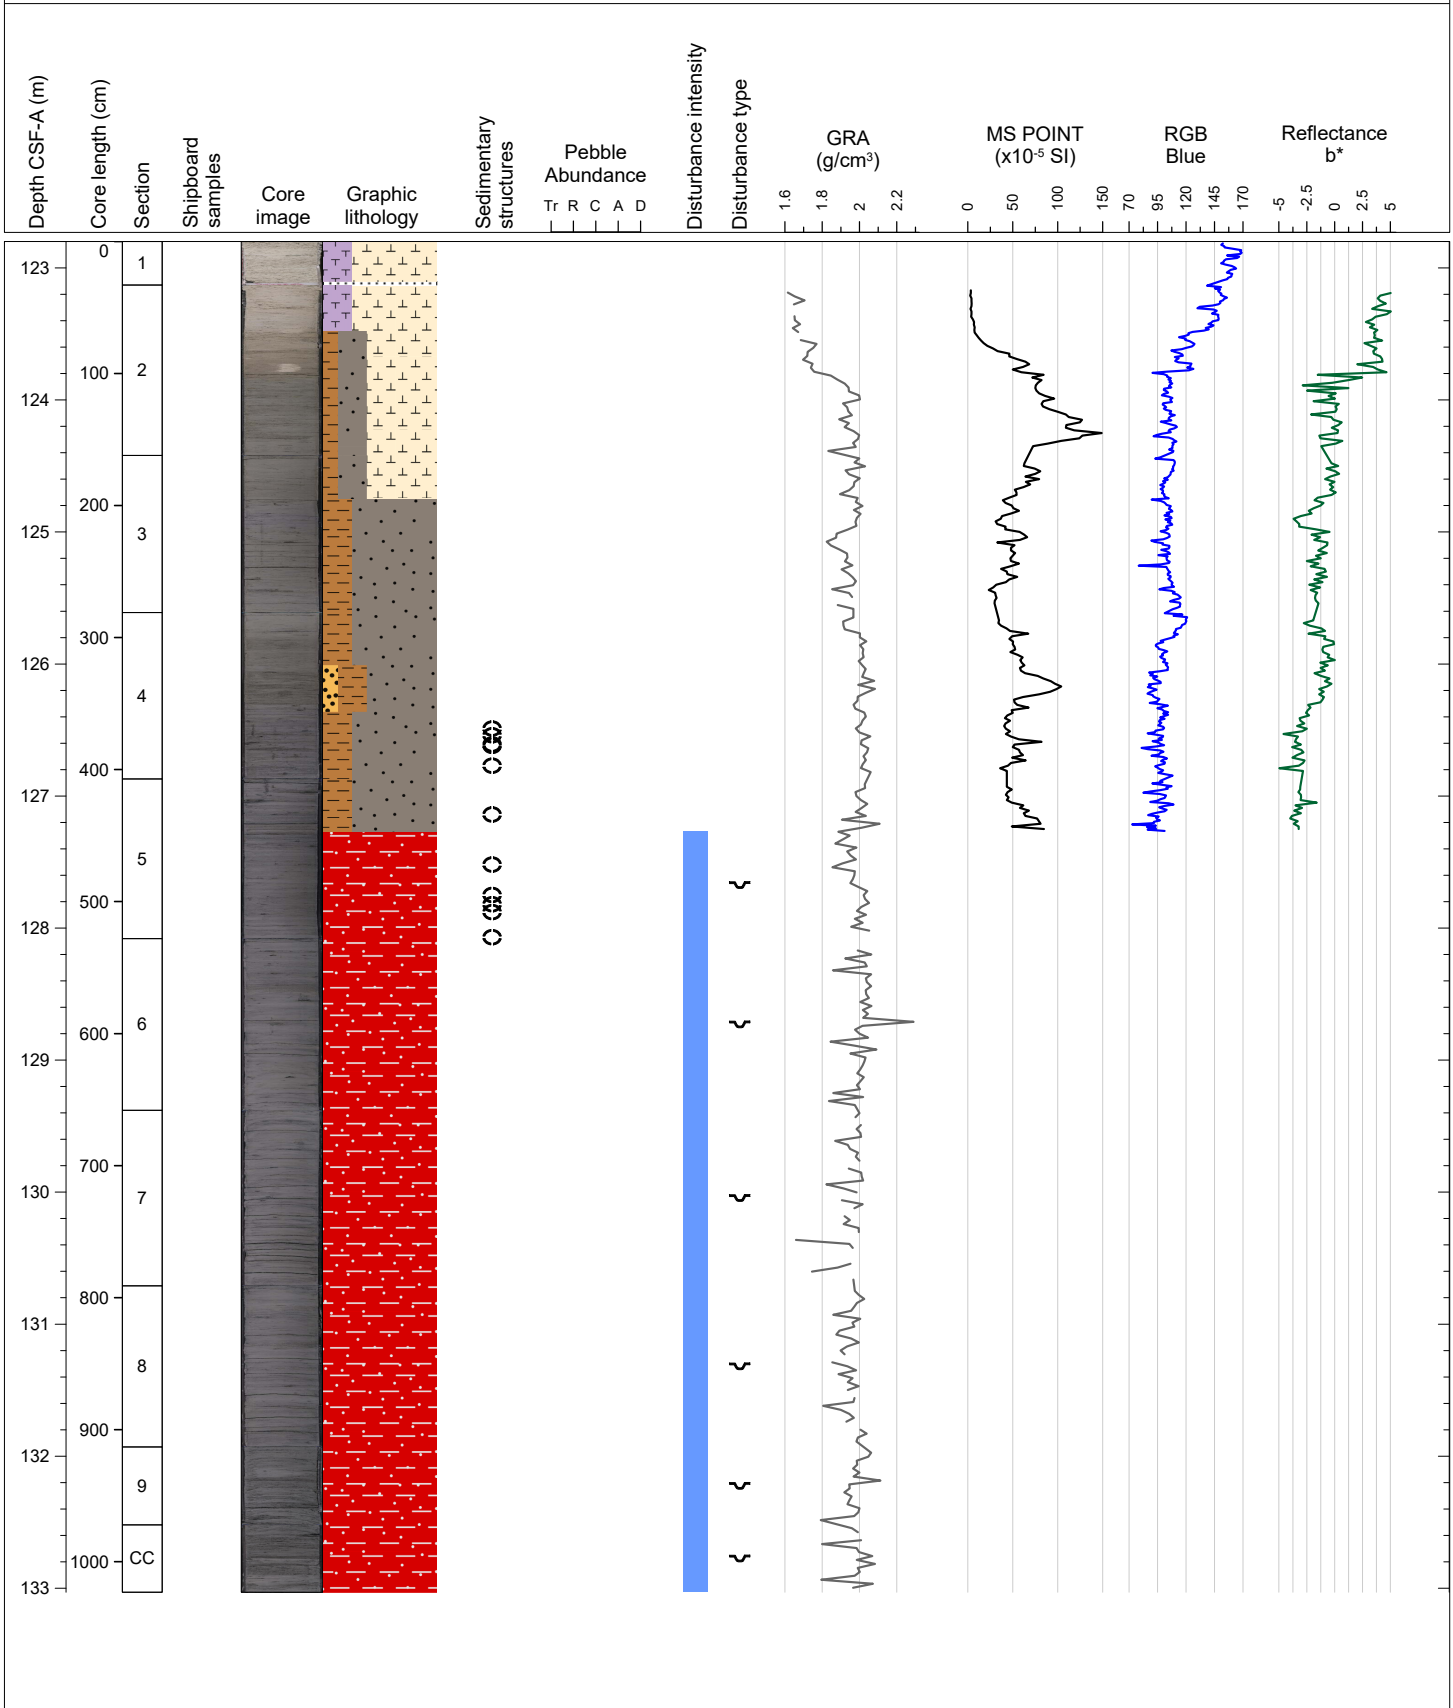 Depth CSF-A (m)
Core length (cm)
Section
Shipboard
samples
Core
image
Graphic
lithology
Sedimentary
structures
Pebble
Abundance
Tr R C A D
Disturbance intensity
Disturbance type
GRA
(g/cm³)
1.6 1.8 2 2.2
MS POINT
(x10⁻⁵ SI)
0 50 100 150
RGB
Blue
70 95 120 145 170
Reflectance
b*
-5 -2.5 0 2.5 5
0
123
1
100
2
124
200
125
3
300
126
4
400
127
5
500
128
6
600
129
700
130
7
800
131
8
900
132
9
1000
CC
133